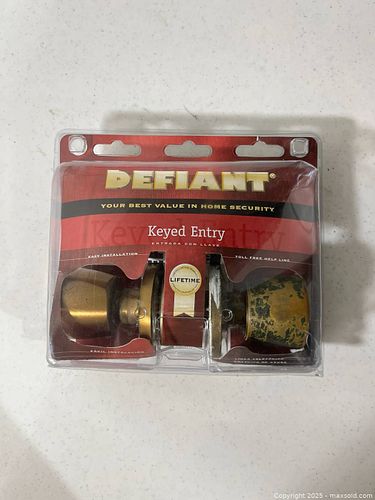 DEFIANT®
YOUR BEST VALUE IN HOME SECURITY
Keyed Entry
ENTRADA CON LLAVE
EASY INSTALLATION
TOLL FREE HELP LINE
LIFETIME
Copyright 2025 - maxsold.com